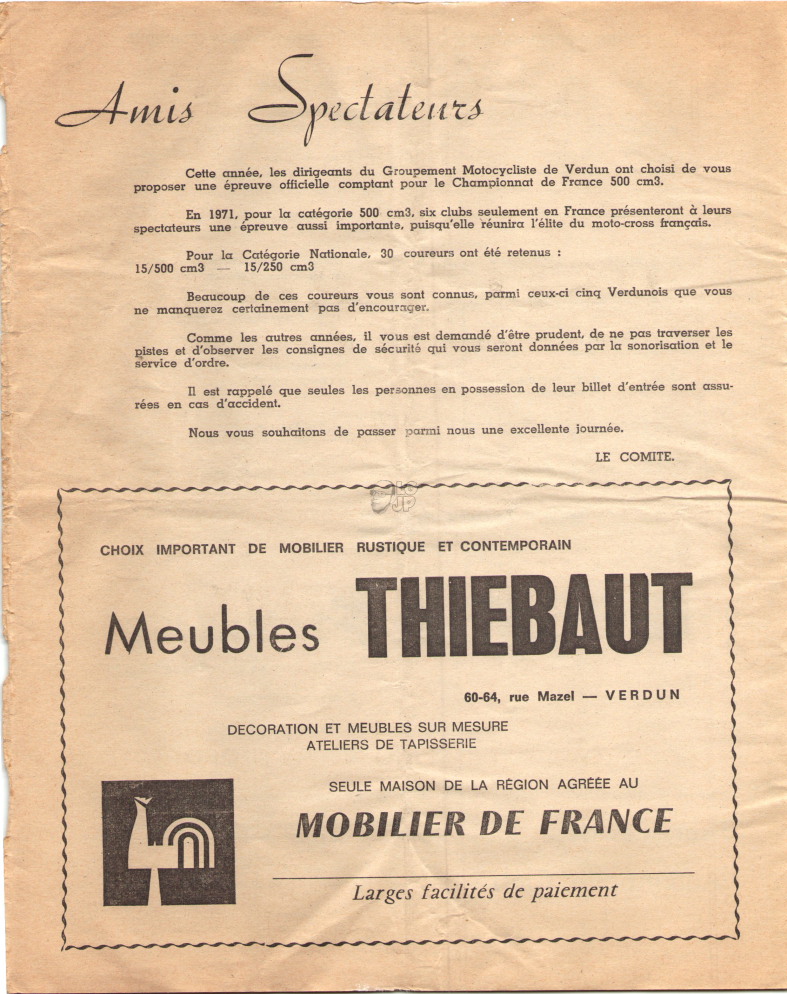 Amis Spectateurs
Cette année, les dirigeants du Groupement Motocycliste de Verdun ont choisi de vous
proposer une épreuve officielle comptant pour le Championnat de France 500 cm3.
En 1971, pour la catégorie 500 cm3, six clubs seulement en France présenteront à leurs
spectateurs une épreuve aussi importante, puisqu'elle réunira l'élite du moto-cross français.
Pour la Catégorie Nationale, 30 coureurs ont été retenus :
15/500 cm3 — 15/250 cm3
Beaucoup de ces coureurs vous sont connus, parmi ceux-ci cinq Verdunois que vous
ne manquerez certainement pas d'encourager.
Comme les autres années, il vous est demandé d'être prudent, de ne pas traverser les
pistes et d'observer les consignes de sécurité qui vous seront données par la sonorisation et le
service d'ordre.
Il est rappelé que seules les personnes en possession de leur billet d'entrée sont assu-
rées en cas d'accident.
Nous vous souhaitons de passer parmi nous une excellente journée.
LE COMITE.
LG
JP
CHOIX IMPORTANT DE MOBILIER RUSTIQUE ET CONTEMPORAIN
Meubles THIEBAUT
60-64, rue Mazel — VERDUN
DECORATION ET MEUBLES SUR MESURE
ATELIERS DE TAPISSERIE
SEULE MAISON DE LA RÉGION AGRÉÉE AU
MOBILIER DE FRANCE
Larges facilités de paiement